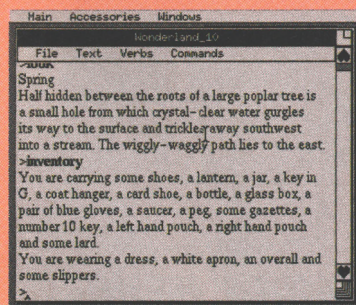 Main Accessories Windows
Wonderland_10
File Text Verbs Commands
>look
Spring
Half hidden between the roots of a large poplar tree is
a small hole from which crystal-clear water gurgles
its way to the surface and trickles away southwest
into a stream. The wiggly-waggly path lies to the east.
>inventory
You are carrying some shoes, a lantern, a jar, a key in
G, a coat hanger, a card shoe, a bottle, a glass box, a
pair of blue gloves, a saucer, a peg, some gazettes, a
number 10 key, a left hand pouch, a right hand pouch
and some lard.
You are wearing a dress, a white apron, an overall and
some slippers.
>